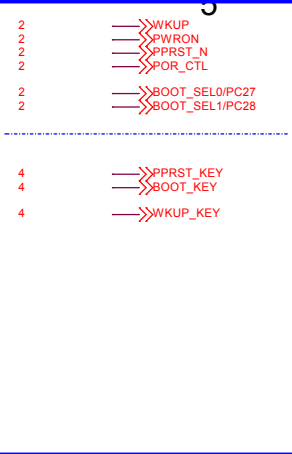 5
2 WKUP
2 PWRON
2 PPRST_N
2 POR_CTL
2 BOOT_SEL0/PC27
2 BOOT_SEL1/PC28
4 PPRST_KEY
4 BOOT_KEY
4 WKUP_KEY